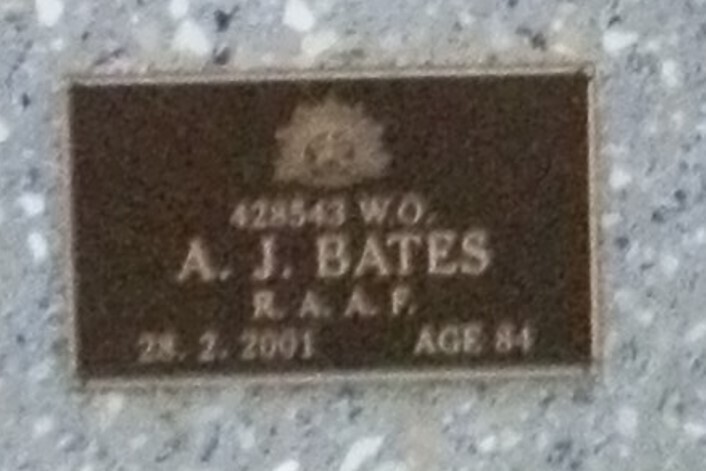 428543 W.O.
A. J. BATES
R. A. A. F.
28. 2. 2001 AGE 84